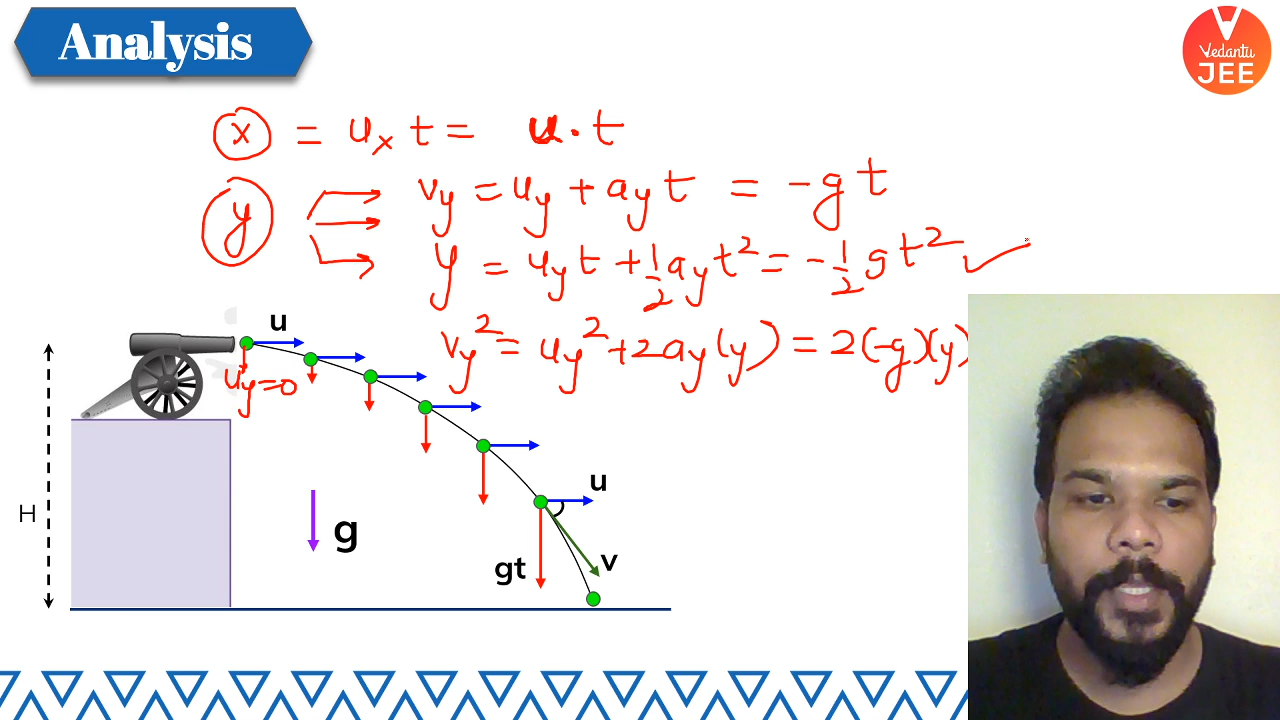 Analysis
Vedantu
JEE
x = uₓ t = u · t
y → v_y = u_y + a_y t = -g t
y = u_y t + 1/2 a_y t² = -1/2 g t² ✓
v_y² = u_y² + 2a_y (y) = 2(-g)(y)
u
u_y = 0
H
g
u
gt
v